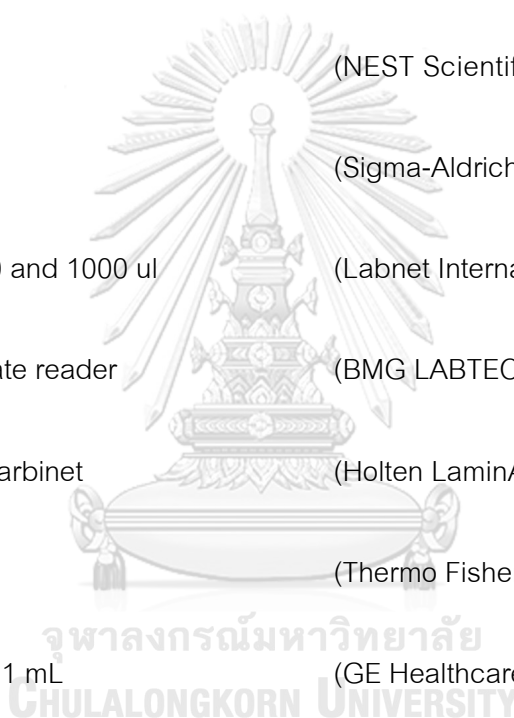 (NEST Scientif
(Sigma-Aldrich
) and 1000 ul (Labnet Interna
ate reader (BMG LABTEC
arbinet (Holten LaminA
(Thermo Fishe
จุฬาลงกรณ์มหาวิทยาลัย
1 mL (GE Healthcare
CHULALONGKORN UNIVERSITY